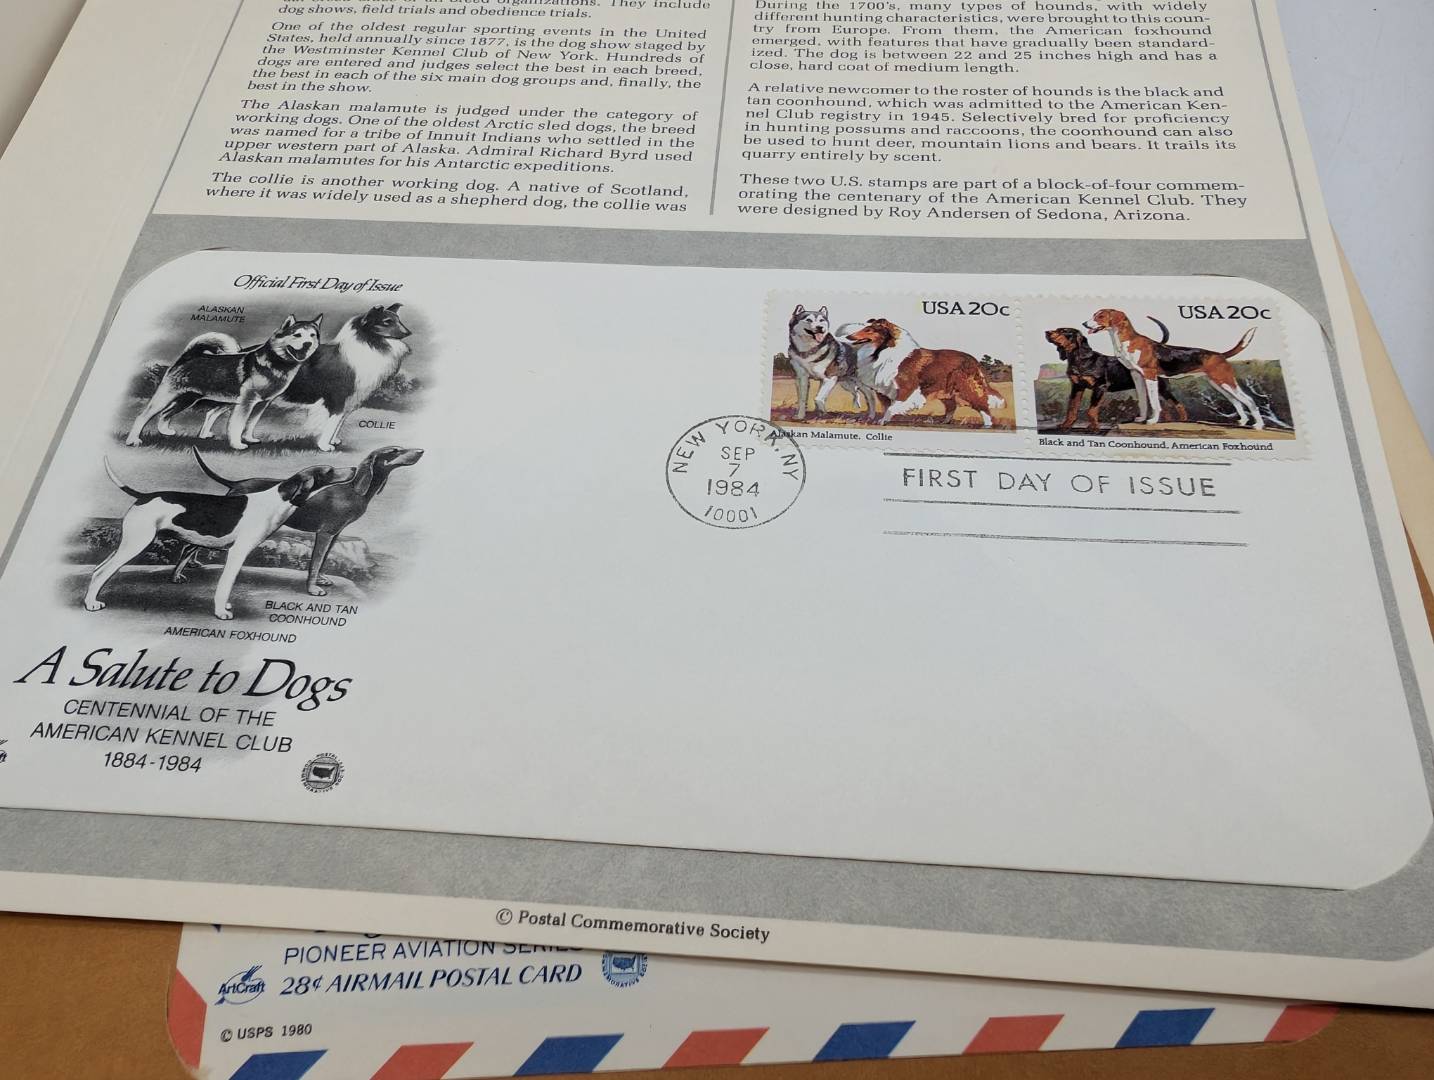 They include
dog shows, field trials and obedience trials.
One of the oldest regular sporting events in the United
States, held annually since 1877, is the dog show staged by
the Westminster Kennel Club of New York. Hundreds of
dogs are entered and judges select the best in each breed,
the best in each of the six main dog groups and, finally, the
best in the show.
The Alaskan malamute is judged under the category of
working dogs. One of the oldest Arctic sled dogs, the breed
was named for a tribe of Innuit Indians who settled in the
upper western part of Alaska. Admiral Richard Byrd used
Alaskan malamutes for his Antarctic expeditions.
The collie is another working dog. A native of Scotland,
where it was widely used as a shepherd dog, the collie was
During the 1700's, many types of hounds, with widely
different hunting characteristics, were brought to this coun-
try from Europe. From them, the American foxhound
emerged, with features that have gradually been standard-
ized. The dog is between 22 and 25 inches high and has a
close, hard coat of medium length.
A relative newcomer to the roster of hounds is the black and
tan coonhound, which was admitted to the American Ken-
nel Club registry in 1945. Selectively bred for proficiency
in hunting possums and raccoons, the coonhound can also
be used to hunt deer, mountain lions and bears. It trails its
quarry entirely by scent.
These two U.S. stamps are part of a block-of-four commem-
orating the centenary of the American Kennel Club. They
were designed by Roy Andersen of Sedona, Arizona.
Official First Day of Issue
ALASKAN
MALAMUTE
COLLIE
BLACK AND TAN
COONHOUND
AMERICAN FOXHOUND
A Salute to Dogs
CENTENNIAL OF THE
AMERICAN KENNEL CLUB
1884-1984
USA 20c
Alaskan Malamute, Collie
USA 20c
Black and Tan Coonhound, American Foxhound
NEW YORK, NY
SEP
7
1984
10001
FIRST DAY OF ISSUE
© Postal Commemorative Society
PIONEER AVIATION SERIES
28¢ AIRMAIL POSTAL CARD
ArtCraft
© USPS 1980